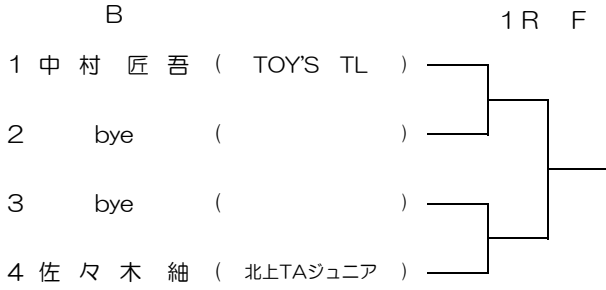 B
1R F
1 中村 匠吾 ( TOY'S TL )
2 bye ( )
3 bye ( )
4 佐々木 紬 ( 北上TAジュニア )